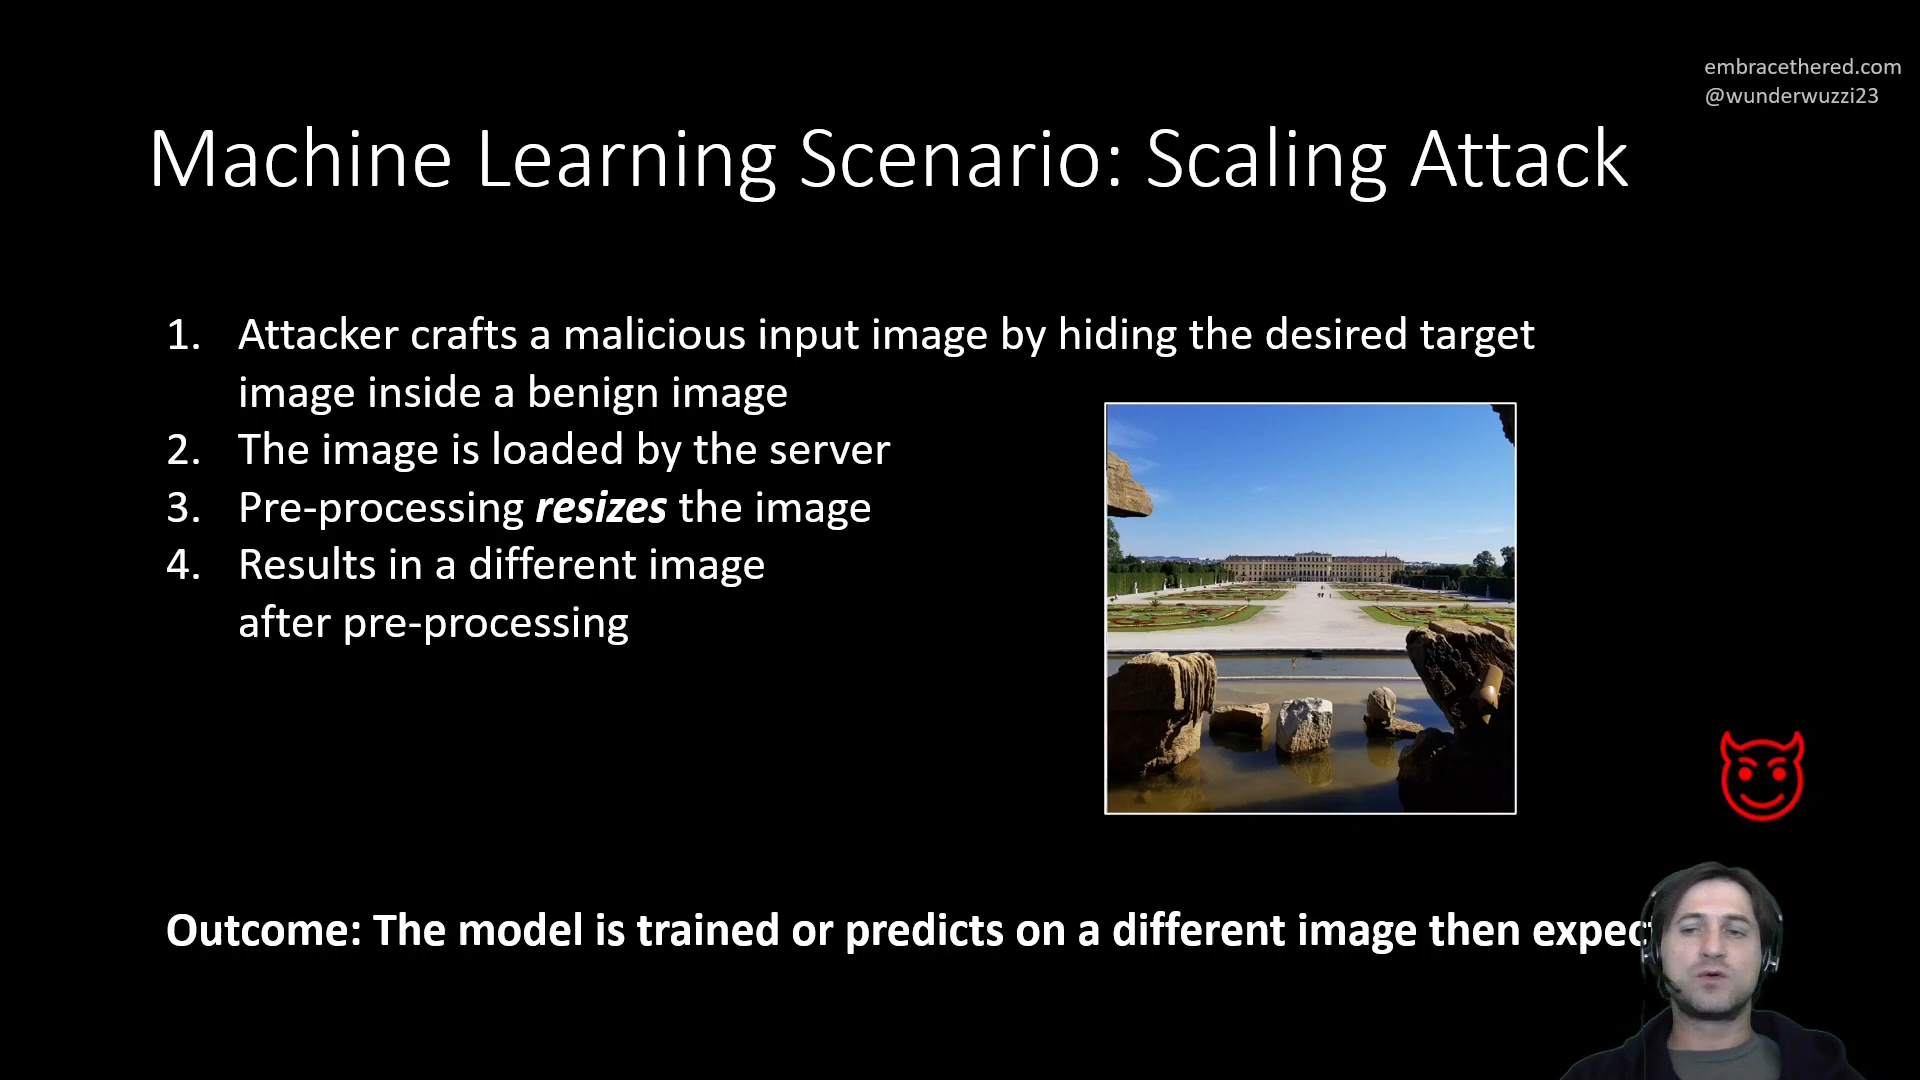 embracethered.com
@wunderwuzzi23
Machine Learning Scenario: Scaling Attack
1. Attacker crafts a malicious input image by hiding the desired target
image inside a benign image
2. The image is loaded by the server
3. Pre-processing resizes the image
4. Results in a different image
after pre-processing
Outcome: The model is trained or predicts on a different image then